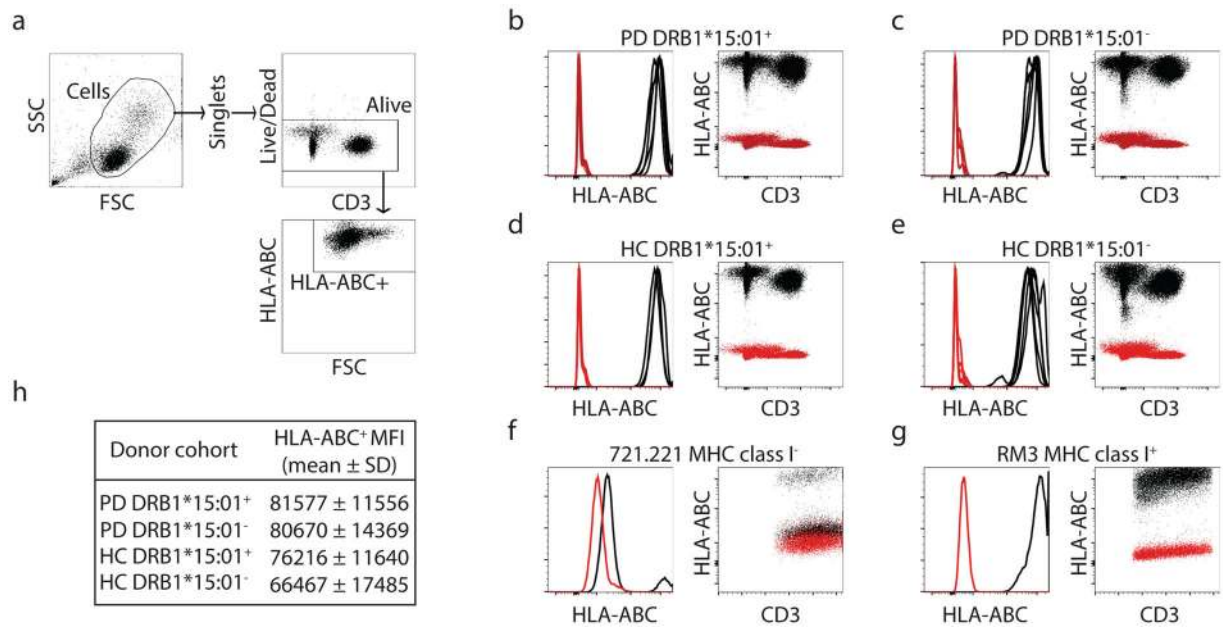 a
SSC
Cells
FSC
Singlets
Live/Dead
Alive
CD3
HLA-ABC
HLA-ABC+
FSC
b
PD DRB1*15:01⁺
HLA-ABC
HLA-ABC
CD3
c
PD DRB1*15:01⁻
HLA-ABC
HLA-ABC
CD3
d
HC DRB1*15:01⁺
HLA-ABC
HLA-ABC
CD3
e
HC DRB1*15:01⁻
HLA-ABC
HLA-ABC
CD3
f
721.221 MHC class I⁻
HLA-ABC
HLA-ABC
CD3
g
RM3 MHC class I⁺
HLA-ABC
HLA-ABC
CD3
h
Donor cohort HLA-ABC⁺ MFI
(mean ± SD)
PD DRB1*15:01⁺ 81577 ± 11556
PD DRB1*15:01⁻ 80670 ± 14369
HC DRB1*15:01⁺ 76216 ± 11640
HC DRB1*15:01⁻ 66467 ± 17485